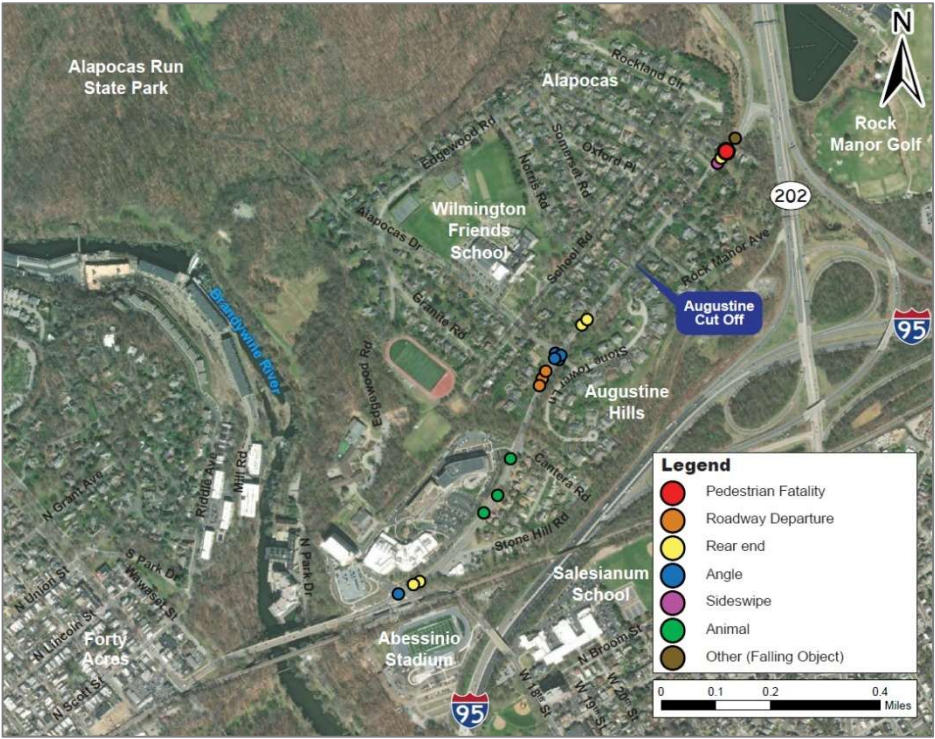 N
Alapocas Run
State Park
Alapocas
Rockland Cir
Rock
Manor Golf
Edgewood Rd
Somerset Rd
Oxford Pl
Norris Rd
202
Wilmington
Friends
School
Alapocas Dr
School Rd
Rock Manor Ave
Augustine
Cut Off
Brandywine River
Granite Rd
95
Stone Tower Ln
Edgewood Rd
Augustine
Hills
Cantera Rd
Riddle Ave
Mill Rd
N Grant Ave
Stone Hill Rd
N Park Dr
S Park Dr
Wawaset St
N Union St
N Lincoln St
Forty
Acres
N Scott St
Salesianum
School
Abessinio
Stadium
N Broom St
W 18th St
W 19th St
W 20th St
95
Legend
Pedestrian Fatality
Roadway Departure
Rear end
Angle
Sideswipe
Animal
Other (Falling Object)
0 0.1 0.2 0.4
Miles